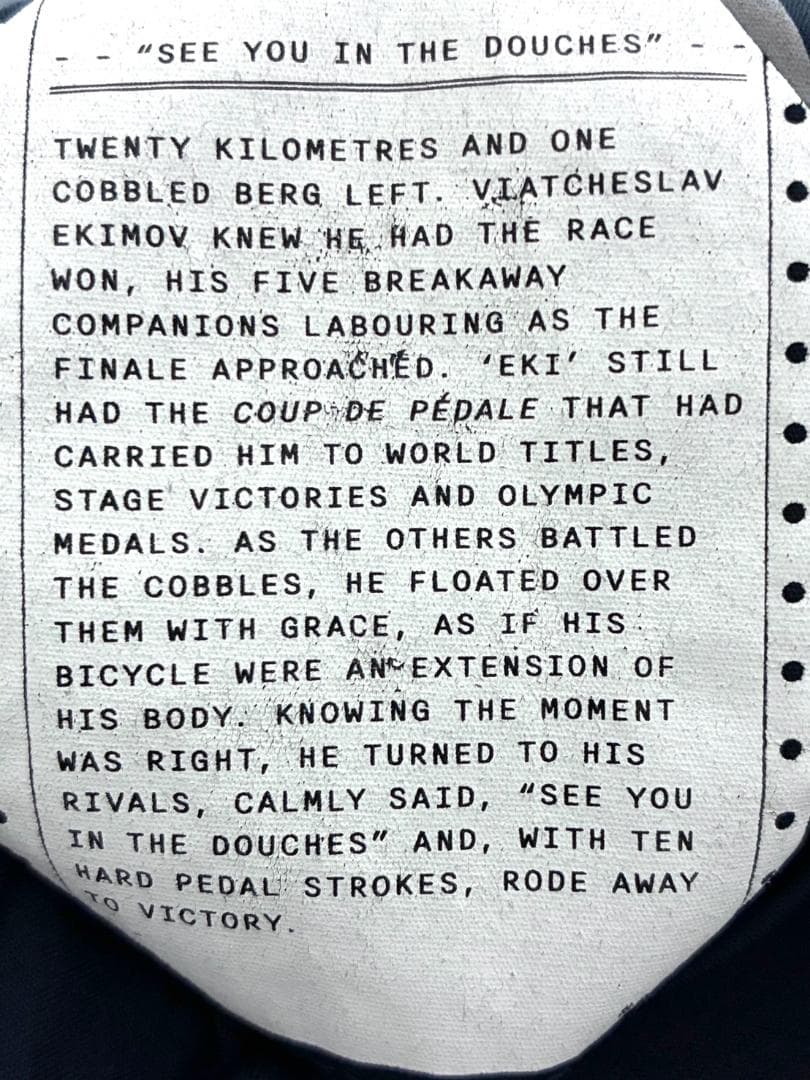 - - "SEE YOU IN THE DOUCHES" - -
TWENTY KILOMETRES AND ONE
COBBLED BERG LEFT. VIATCHESLAV
EKIMOV KNEW HE HAD THE RACE
WON, HIS FIVE BREAKAWAY
COMPANIONS LABOURING AS THE
FINALE APPROACHED. 'EKI' STILL
HAD THE COUP DE PÉDALE THAT HAD
CARRIED HIM TO WORLD TITLES,
STAGE VICTORIES AND OLYMPIC
MEDALS. AS THE OTHERS BATTLED
THE COBBLES, HE FLOATED OVER
THEM WITH GRACE, AS IF HIS
BICYCLE WERE AN EXTENSION OF
HIS BODY. KNOWING THE MOMENT
WAS RIGHT, HE TURNED TO HIS
RIVALS, CALMLY SAID, "SEE YOU
IN THE DOUCHES" AND, WITH TEN
HARD PEDAL STROKES, RODE AWAY
TO VICTORY.